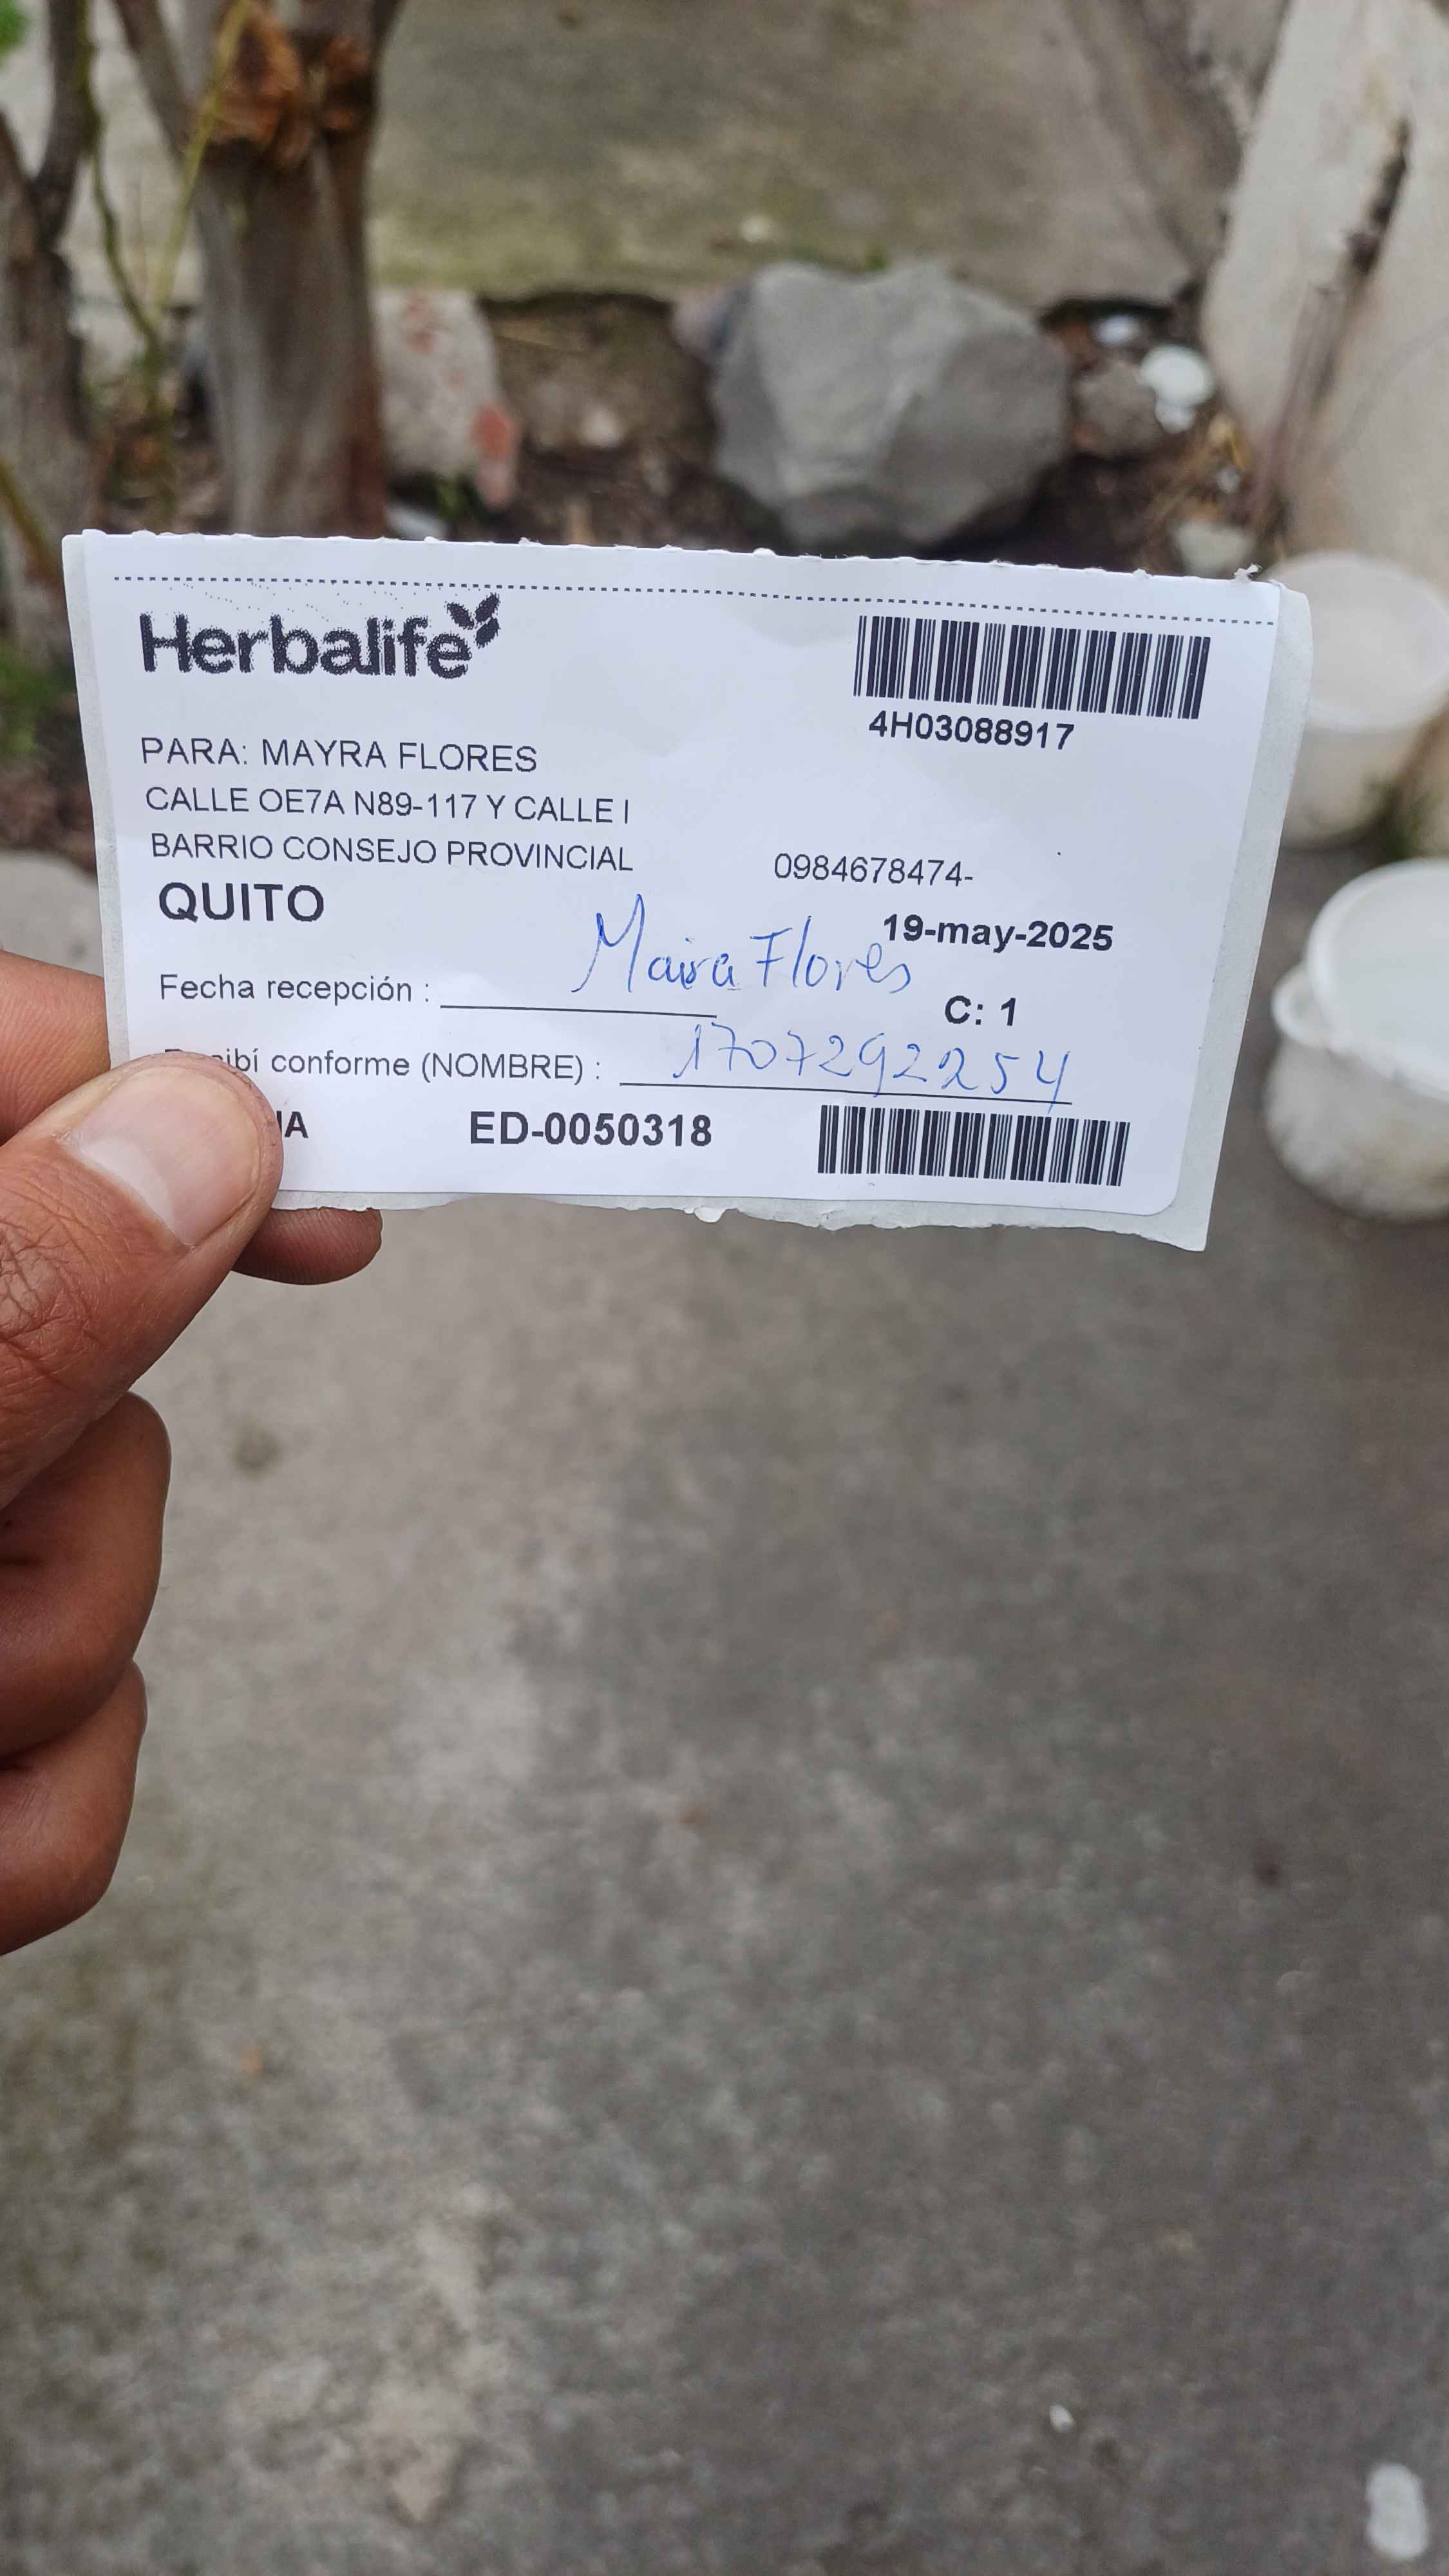 Herbalife
4H03088917
PARA: MAYRA FLORES
CALLE OE7A N89-117 Y CALLE I
BARRIO CONSEJO PROVINCIAL 0984678474-
QUITO
19-may-2025
Maira Flores
Fecha recepción :
C: 1
conforme (NOMBRE) : 1707292254
ED-0050318